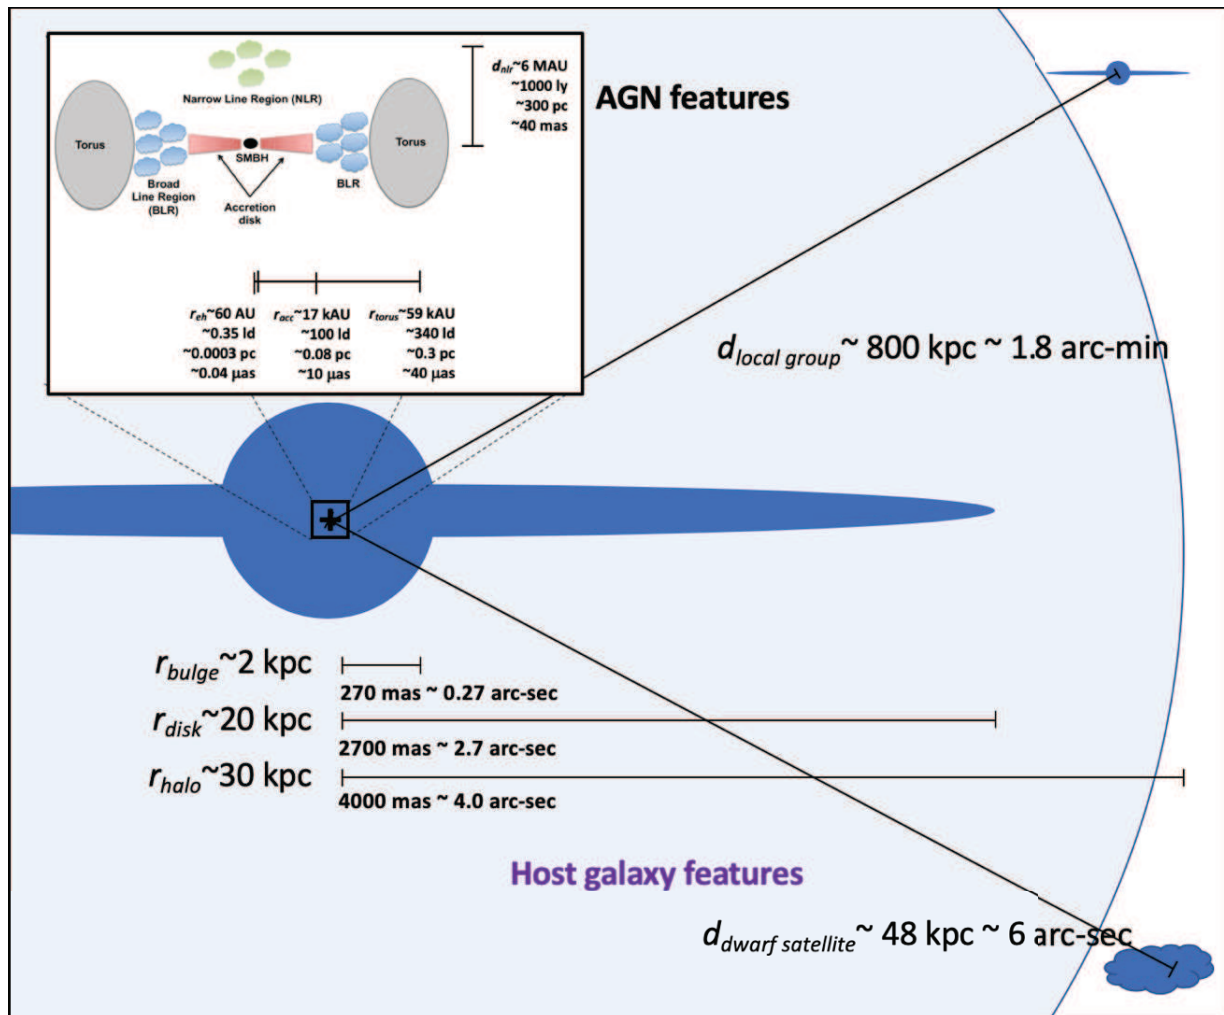 Narrow Line Region (NLR)
d_nlr~6 MAU
~1000 ly
~300 pc
~40 mas
AGN features
Torus
SMBH
Torus
Broad
Line Region
(BLR)
BLR
Accretion
disk
r_eh~60 AU
~0.35 ld
~0.0003 pc
~0.04 µas
r_acc~17 kAU
~100 ld
~0.08 pc
~10 µas
r_torus~59 kAU
~340 ld
~0.3 pc
~40 µas
d_local group~ 800 kpc ~ 1.8 arc-min
r_bulge~2 kpc
270 mas ~ 0.27 arc-sec
r_disk~20 kpc
2700 mas ~ 2.7 arc-sec
r_halo~30 kpc
4000 mas ~ 4.0 arc-sec
Host galaxy features
d_dwarf satellite~ 48 kpc ~ 6 arc-sec